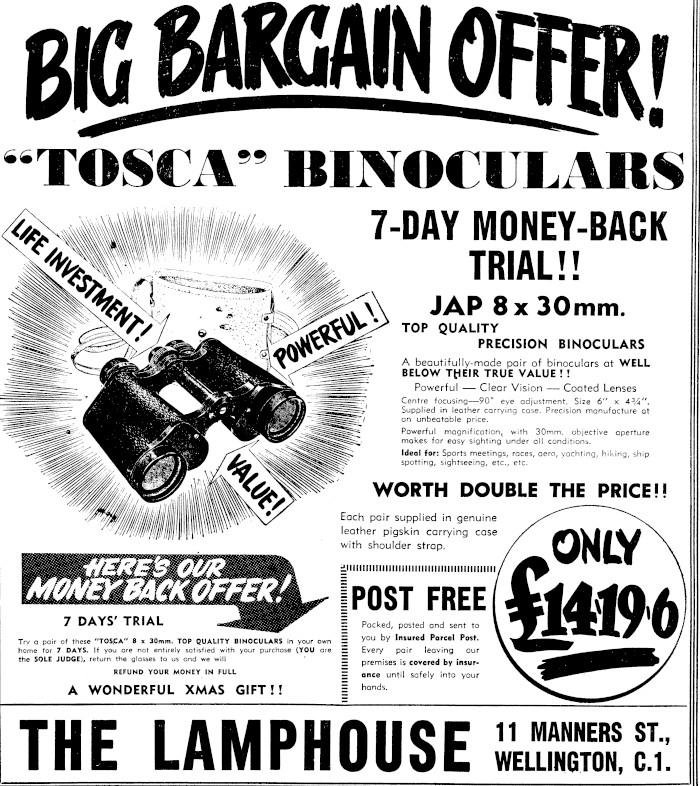 BIG BARGAIN OFFER!
“TOSCA” BINOCULARS
LIFE INVESTMENT!
POWERFUL!
VALUE!
7-DAY MONEY-BACK
TRIAL!!
JAP 8 x 30mm.
TOP QUALITY
PRECISION BINOCULARS
A beautifully-made pair of binoculars at WELL
BELOW THEIR TRUE VALUE!!
Powerful — Clear Vision — Coated Lenses
Centre focusing—90° eye adjustment. Size 6" x 4¾".
Supplied in leather carrying case. Precision manufacture at
an unbeatable price.
Powerful magnification, with 30mm. objective aperture
makes for easy sighting under all conditions.
Ideal for: Sports meetings, races, aero, yachting, hiking, ship
spotting, sightseeing, etc., etc.
WORTH DOUBLE THE PRICE!!
Each pair supplied in genuine
leather pigskin carrying case
with shoulder strap.
ONLY
£14'19'6
HERE'S OUR
MONEY BACK OFFER!
7 DAYS' TRIAL
Try a pair of these "TOSCA" 8 x 30mm. TOP QUALITY BINOCULARS in your own
home for 7 DAYS. If you are not entirely satisfied with your purchase (YOU are
the SOLE JUDGE), return the glasses to us and we will
REFUND YOUR MONEY IN FULL
A WONDERFUL XMAS GIFT!!
POST FREE
Packed, posted and sent to
you by Insured Parcel Post.
Every pair leaving our
premises is covered by insur-
ance until safely into your
hands.
THE LAMPHOUSE
11 MANNERS ST.,
WELLINGTON, C.1.